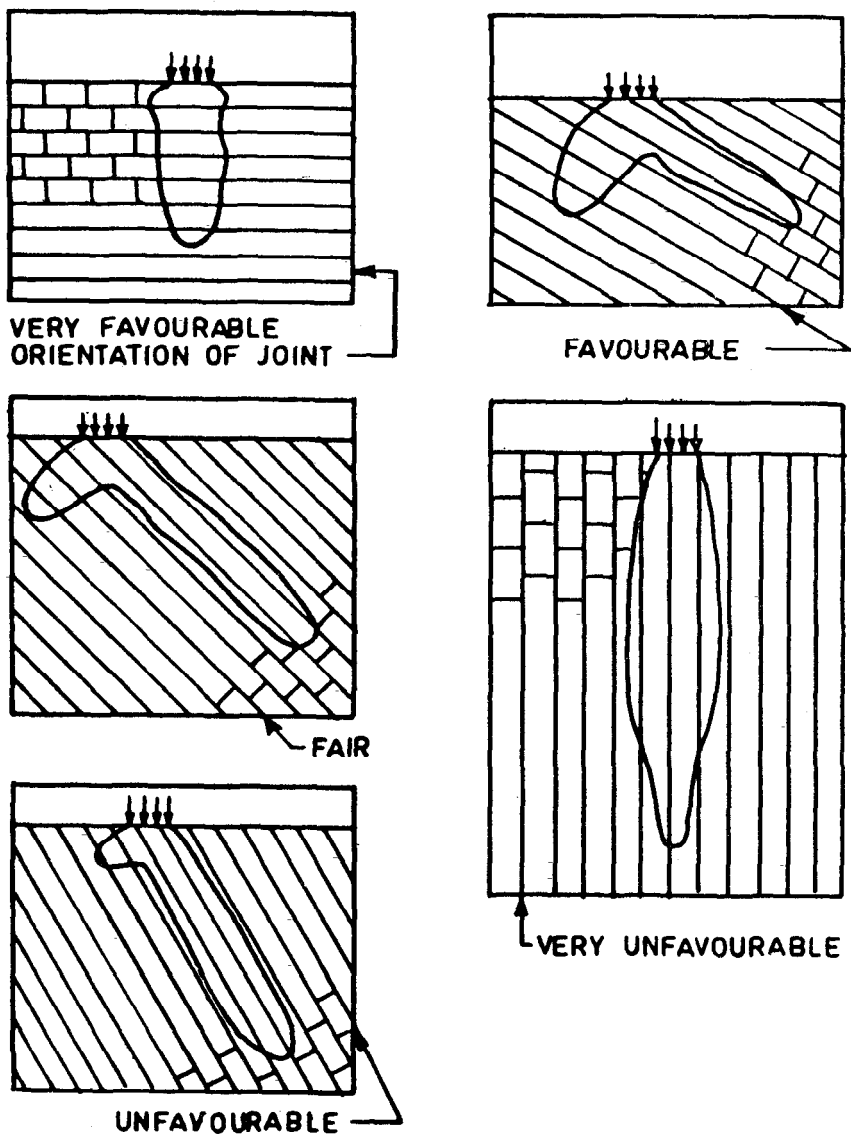 VERY FAVOURABLE
ORIENTATION OF JOINT
FAVOURABLE
FAIR
VERY UNFAVOURABLE
UNFAVOURABLE